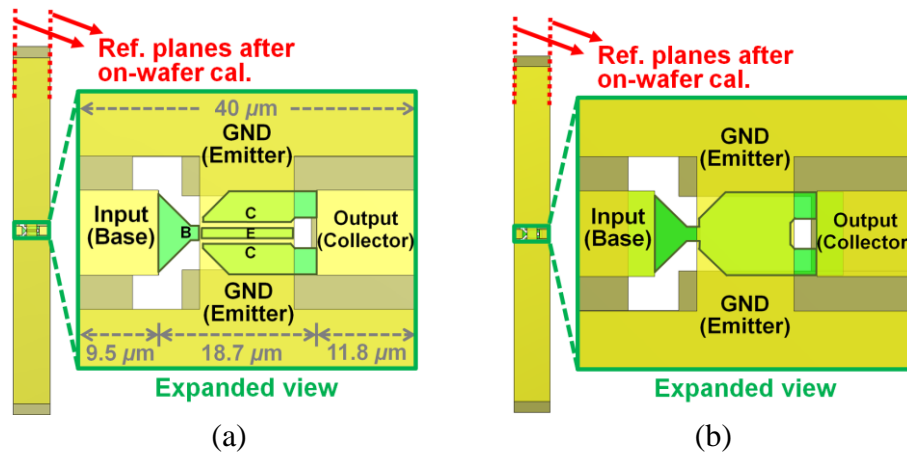 Ref. planes after
on-wafer cal.
40 µm
GND
(Emitter)
Input
(Base)
B
C
E
C
Output
(Collector)
GND
(Emitter)
9.5 µm
18.7 µm
11.8 µm
Expanded view
(a)
Ref. planes after
on-wafer cal.
GND
(Emitter)
Input
(Base)
Output
(Collector)
GND
(Emitter)
Expanded view
(b)